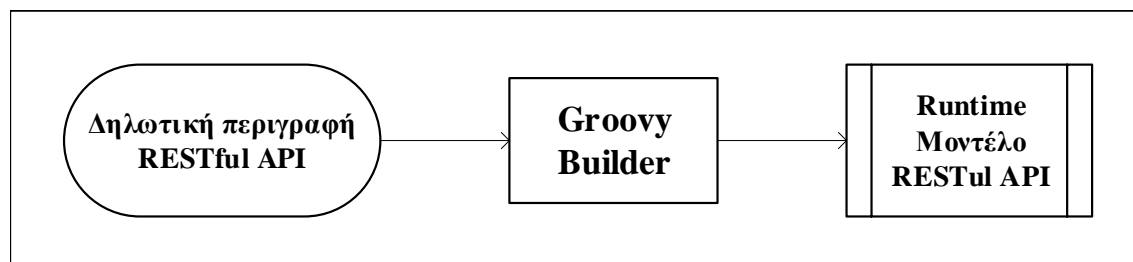 Δηλωτική περιγραφή
RESTful API
Groovy
Builder
Runtime
Μοντέλο
RESTul API